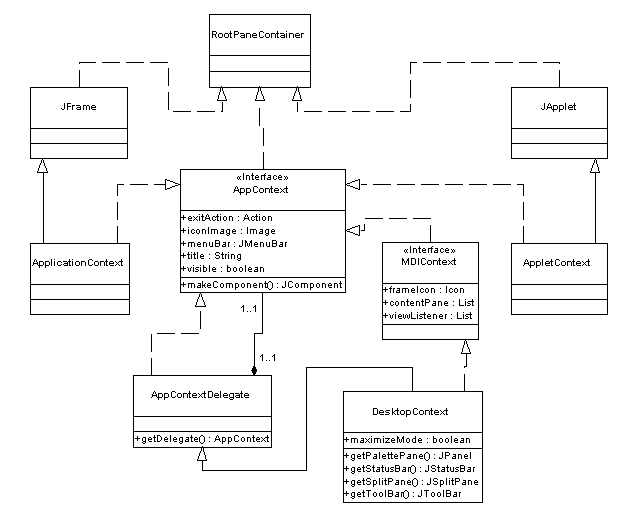 RootPaneContainer
JFrame
JApplet
«Interface»
AppContext
+exitAction : Action
+iconImage : Image
+menuBar : JMenuBar
+title : String
+visible : boolean
+makeComponent() : JComponent
ApplicationContext
«Interface»
MDIContext
+frameIcon : Icon
+contentPane : List
+viewListener : List
AppletContext
1..1
1..1
AppContextDelegate
+getDelegate() : AppContext
DesktopContext
+maximizeMode : boolean
+getPalettePane() : JPanel
+getStatusBar() : JStatusBar
+getSplitPane() : JSplitPane
+getToolBar() : JToolBar